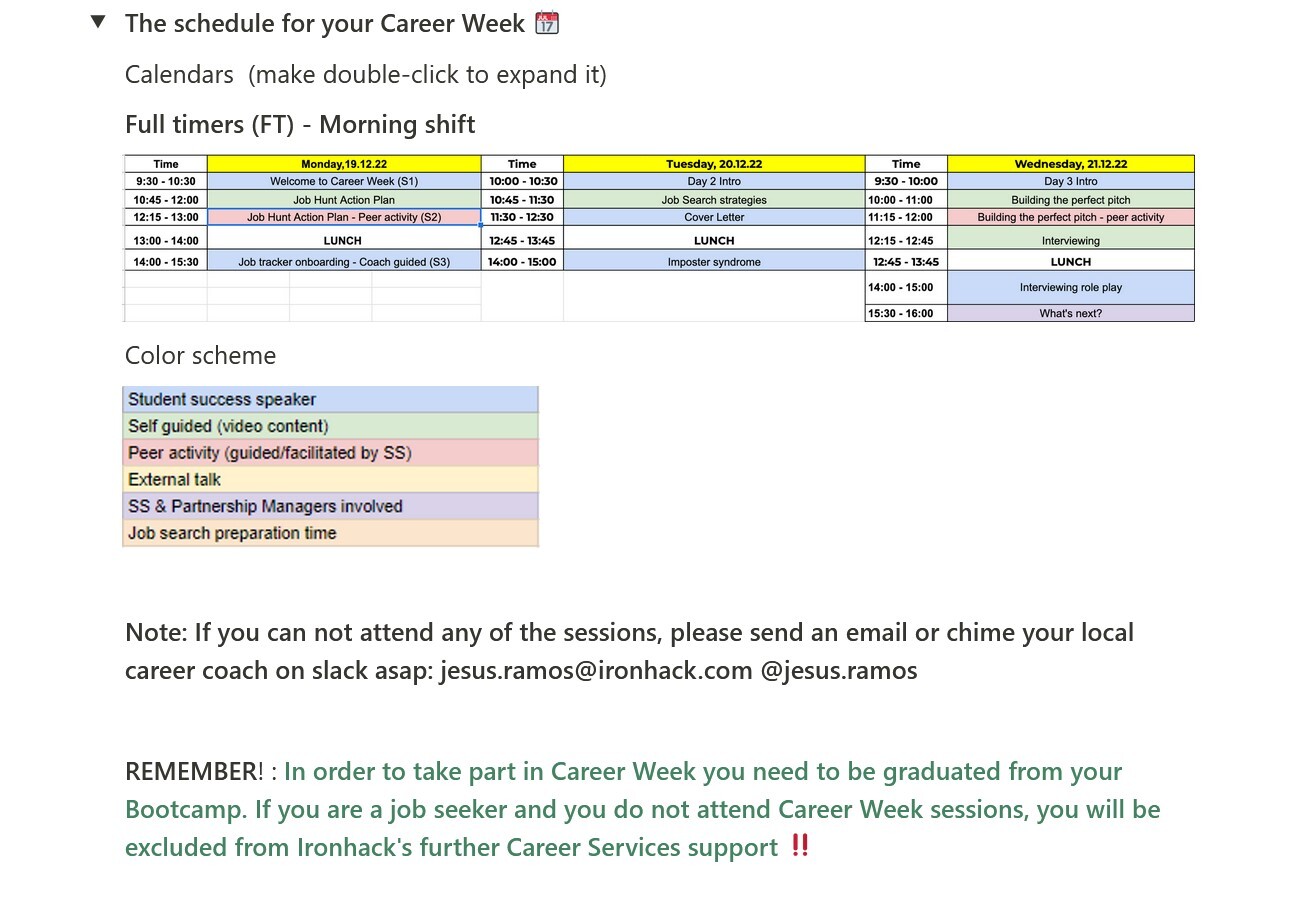 The schedule for your Career Week
Calendars (make double-click to expand it)
Full timers (FT) - Morning shift
Time Monday,19.12.22 Time Tuesday, 20.12.22 Time Wednesday, 21.12.22
9:30 - 10:30 Welcome to Career Week (S1) 10:00 - 10:30 Day 2 Intro 9:30 - 10:00 Day 3 Intro
10:45 - 12:00 Job Hunt Action Plan 10:45 - 11:30 Job Search strategies 10:00 - 11:00 Building the perfect pitch
12:15 - 13:00 Job Hunt Action Plan - Peer activity (S2) 11:30 - 12:30 Cover Letter 11:15 - 12:00 Building the perfect pitch - peer activity
13:00 - 14:00 LUNCH 12:45 - 13:45 LUNCH 12:15 - 12:45 Interviewing
14:00 - 15:30 Job tracker onboarding - Coach guided (S3) 14:00 - 15:00 Imposter syndrome 12:45 - 13:45 LUNCH
14:00 - 15:00 Interviewing role play
15:30 - 16:00 What's next?
Color scheme
Student success speaker
Self guided (video content)
Peer activity (guided/facilitated by SS)
External talk
SS & Partnership Managers involved
Job search preparation time
Note: If you can not attend any of the sessions, please send an email or chime your local
career coach on slack asap: jesus.ramos@ironhack.com @jesus.ramos
REMEMBER! : In order to take part in Career Week you need to be graduated from your
Bootcamp. If you are a job seeker and you do not attend Career Week sessions, you will be
excluded from Ironhack's further Career Services support ‼